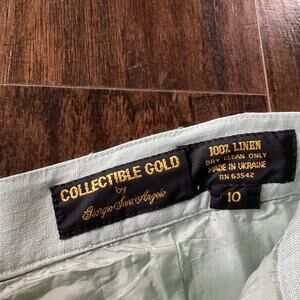 COLLECTIBLE GOLD
by
Giorgio Sant' Angelo
100% LINEN
DRY CLEAN ONLY
MADE IN UKRAINE
RN 63542
10